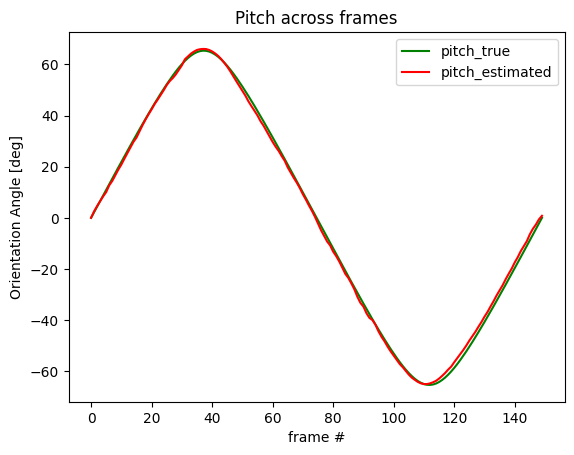 Pitch across frames
pitch_true
pitch_estimated
Orientation Angle [deg]
60
40
20
0
−20
−40
−60
0 20 40 60 80 100 120 140
frame #